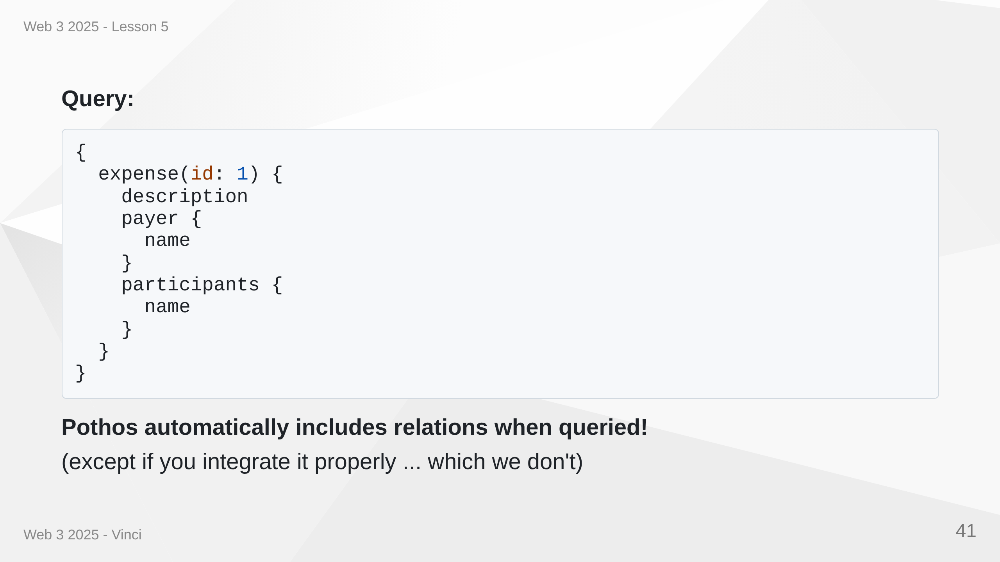 Web 3 2025 - Lesson 5
Query:
{
  expense(id: 1) {
    description
    payer {
      name
    }
    participants {
      name
    }
  }
}
Pothos automatically includes relations when queried!
(except if you integrate it properly ... which we don't)
Web 3 2025 - Vinci
41